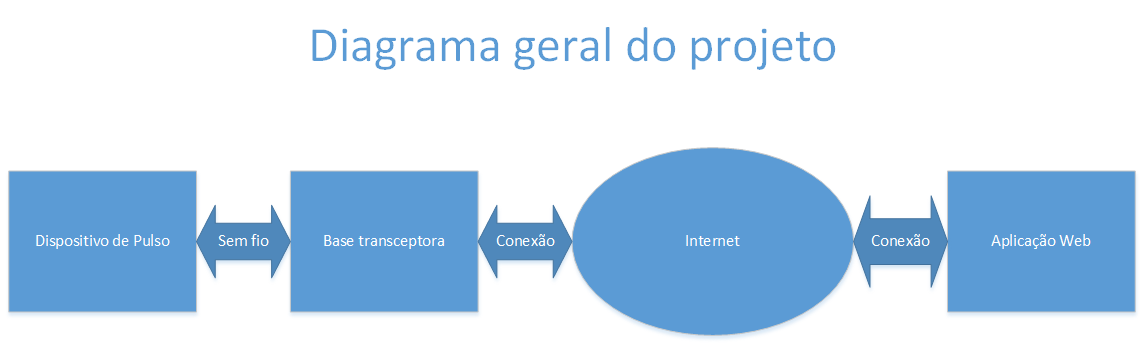 Diagrama geral do projeto
Dispositivo de Pulso
Sem fio
Base transceptora
Conexão
Internet
Conexão
Aplicação Web